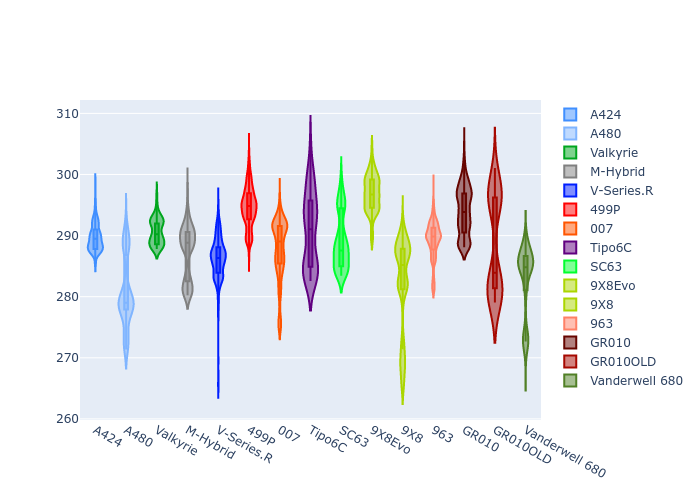 310
300
290
280
270
260
A424
A480
Valkyrie
M-Hybrid
V-Series.R
499P
007
Tipo6C
SC63
9X8Evo
9X8
963
GR010
GR010OLD
Vanderwell 680
A424
A480
Valkyrie
M-Hybrid
V-Series.R
499P
007
Tipo6C
SC63
9X8Evo
9X8
963
GR010
GR010OLD
Vanderwell 680